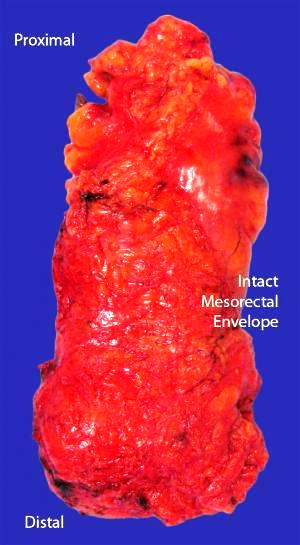 Proximal
Intact
Mesorectal
Envelope
Distal